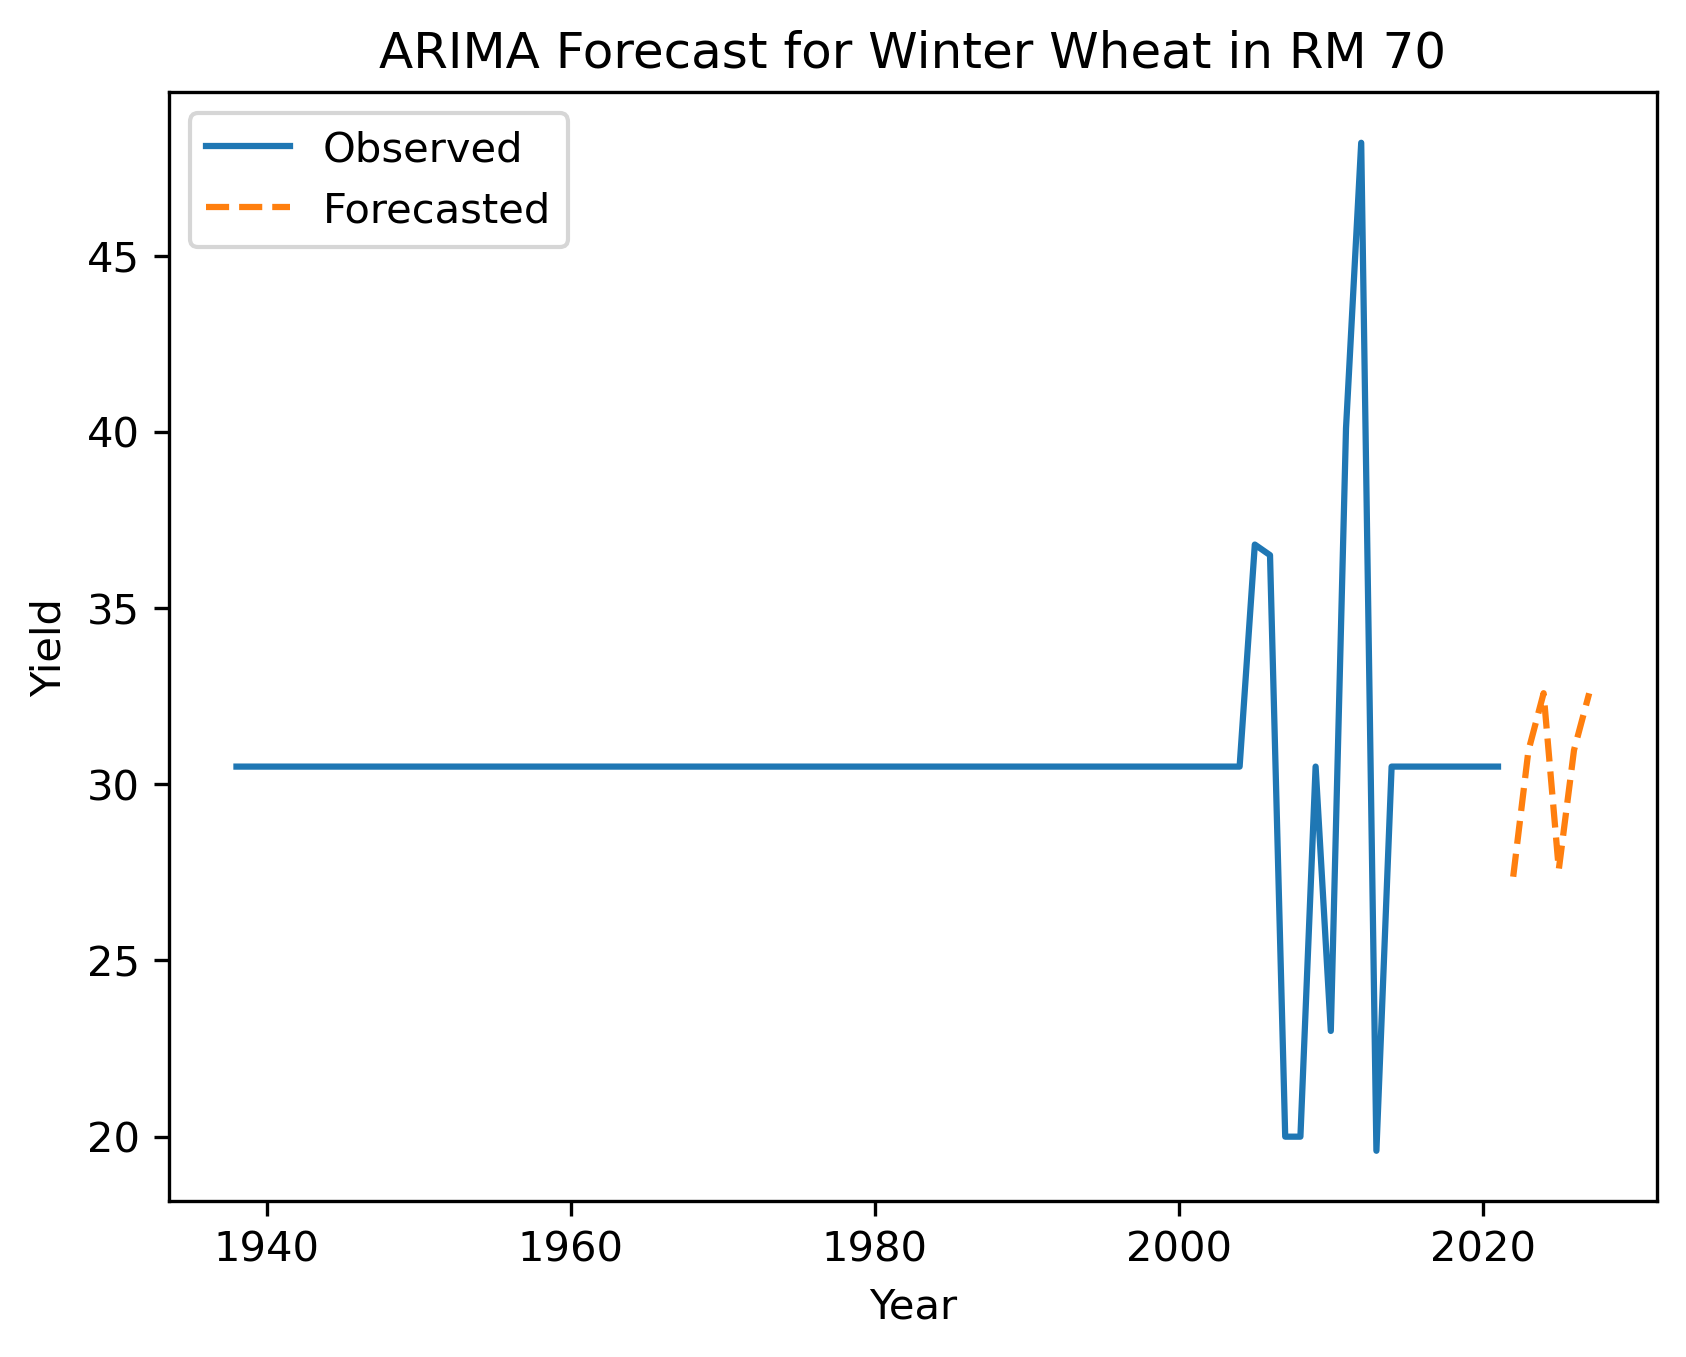 ARIMA Forecast for Winter Wheat in RM 70
Observed
Forecasted
45
40
35
30
25
20
Yield
1940 1960 1980 2000 2020
Year